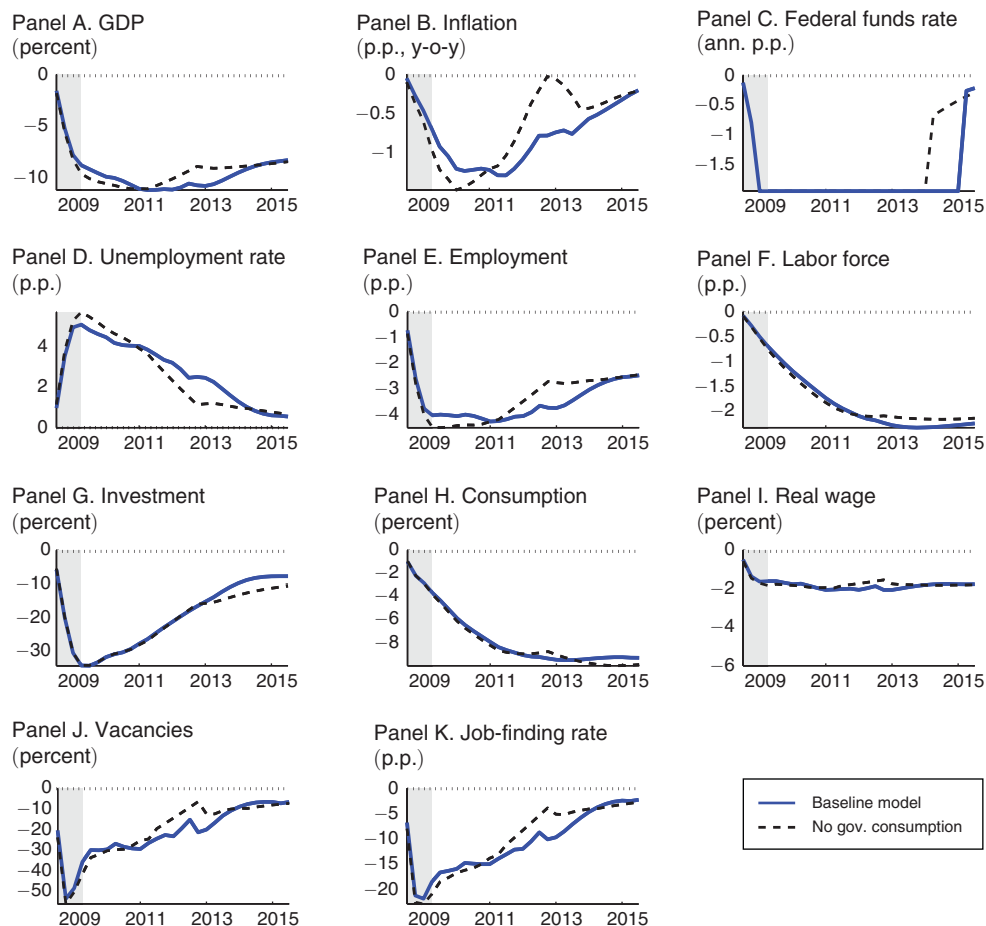 Panel A. GDP
(percent)
0
−5
−10
2009 2011 2013 2015
Panel B. Inflation
(p.p., y-o-y)
0
−0.5
−1
2009 2011 2013 2015
Panel C. Federal funds rate
(ann. p.p.)
0
−0.5
−1
−1.5
2009 2011 2013 2015
Panel D. Unemployment rate
(p.p.)
4
2
0
2009 2011 2013 2015
Panel E. Employment
(p.p.)
0
−1
−2
−3
−4
2009 2011 2013 2015
Panel F. Labor force
(p.p.)
0
−0.5
−1
−1.5
−2
2009 2011 2013 2015
Panel G. Investment
(percent)
0
−10
−20
−30
2009 2011 2013 2015
Panel H. Consumption
(percent)
0
−2
−4
−6
−8
2009 2011 2013 2015
Panel I. Real wage
(percent)
0
−2
−4
−6
2009 2011 2013 2015
Panel J. Vacancies
(percent)
0
−10
−20
−30
−40
−50
2009 2011 2013 2015
Panel K. Job-finding rate
(p.p.)
0
−5
−10
−15
−20
2009 2011 2013 2015
Baseline model
No gov. consumption